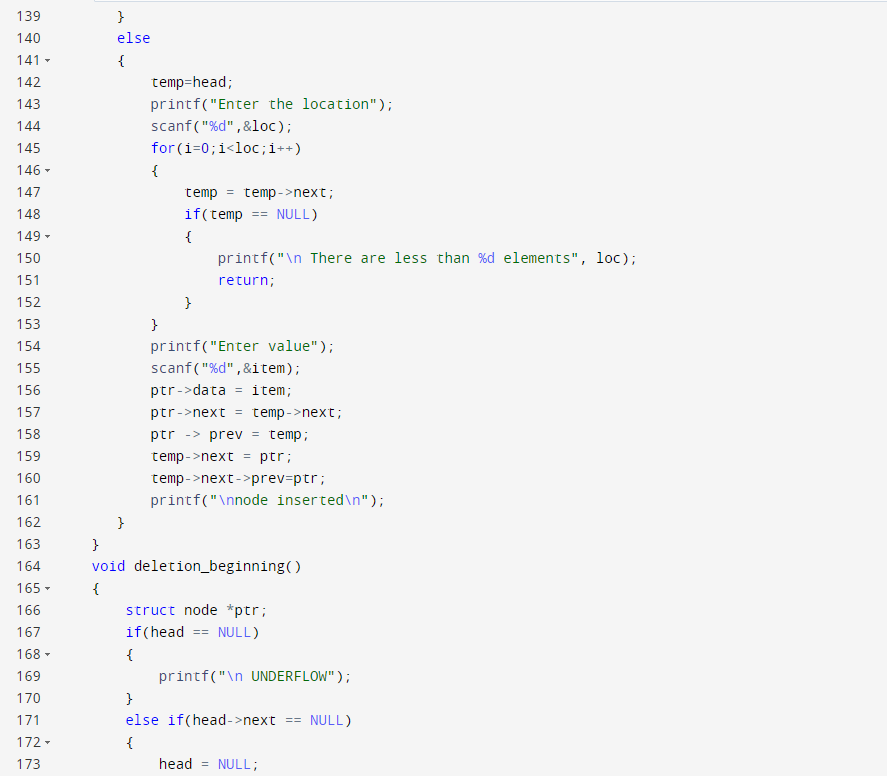 139 }
140 else
141 {
142 temp=head;
143 printf("Enter the location");
144 scanf("%d",&loc);
145 for(i=0;i<loc;i++)
146 {
147 temp = temp->next;
148 if(temp == NULL)
149 {
150 printf("\n There are less than %d elements", loc);
151 return;
152 }
153 }
154 printf("Enter value");
155 scanf("%d",&item);
156 ptr->data = item;
157 ptr->next = temp->next;
158 ptr -> prev = temp;
159 temp->next = ptr;
160 temp->next->prev=ptr;
161 printf("\nnode inserted\n");
162 }
163 }
164 void deletion_beginning()
165 {
166 struct node *ptr;
167 if(head == NULL)
168 {
169 printf("\n UNDERFLOW");
170 }
171 else if(head->next == NULL)
172 {
173 head = NULL;